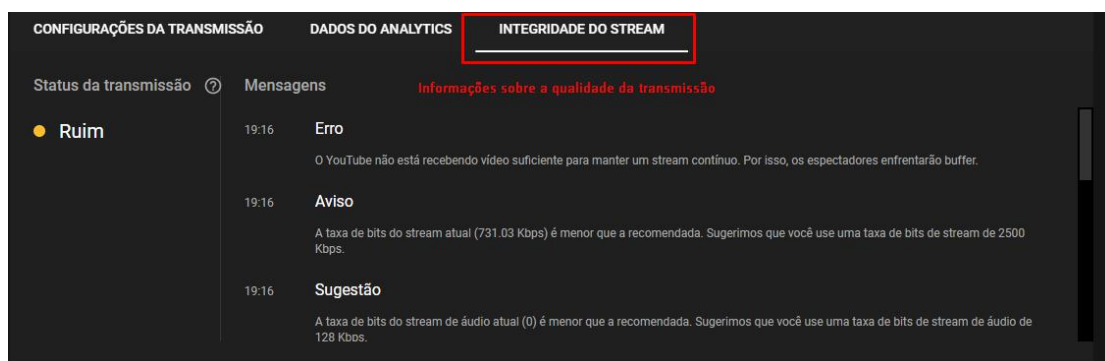 CONFIGURAÇÕES DA TRANSMISSÃO DADOS DO ANALYTICS INTEGRIDADE DO STREAM
Status da transmissão Mensagens Informações sobre a qualidade da transmissão
Ruim
19:16 Erro
O YouTube não está recebendo vídeo suficiente para manter um stream contínuo. Por isso, os espectadores enfrentarão buffer.
19:16 Aviso
A taxa de bits do stream atual (731.03 Kbps) é menor que a recomendada. Sugerimos que você use uma taxa de bits de stream de 2500
Kbps.
19:16 Sugestão
A taxa de bits do stream de áudio atual (0) é menor que a recomendada. Sugerimos que você use uma taxa de bits de stream de áudio de
128 Kbps.